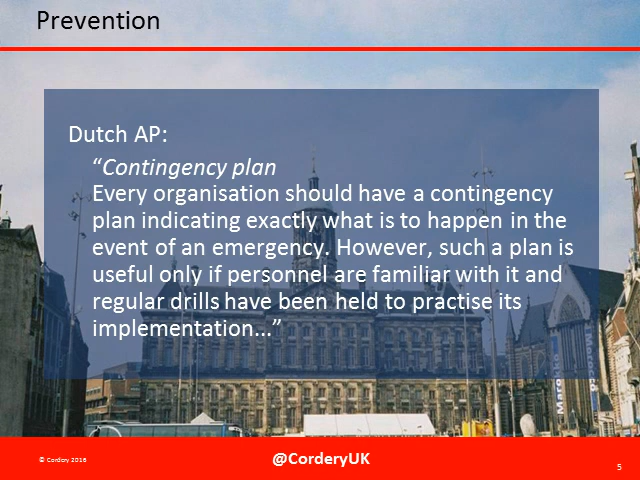 Prevention
Dutch AP:
“Contingency plan
Every organisation should have a contingency
plan indicating exactly what is to happen in the
event of an emergency. However, such a plan is
useful only if personnel are familiar with it and
regular drills have been held to practise its
implementation...”
© Cordery 2016
@CorderyUK
5